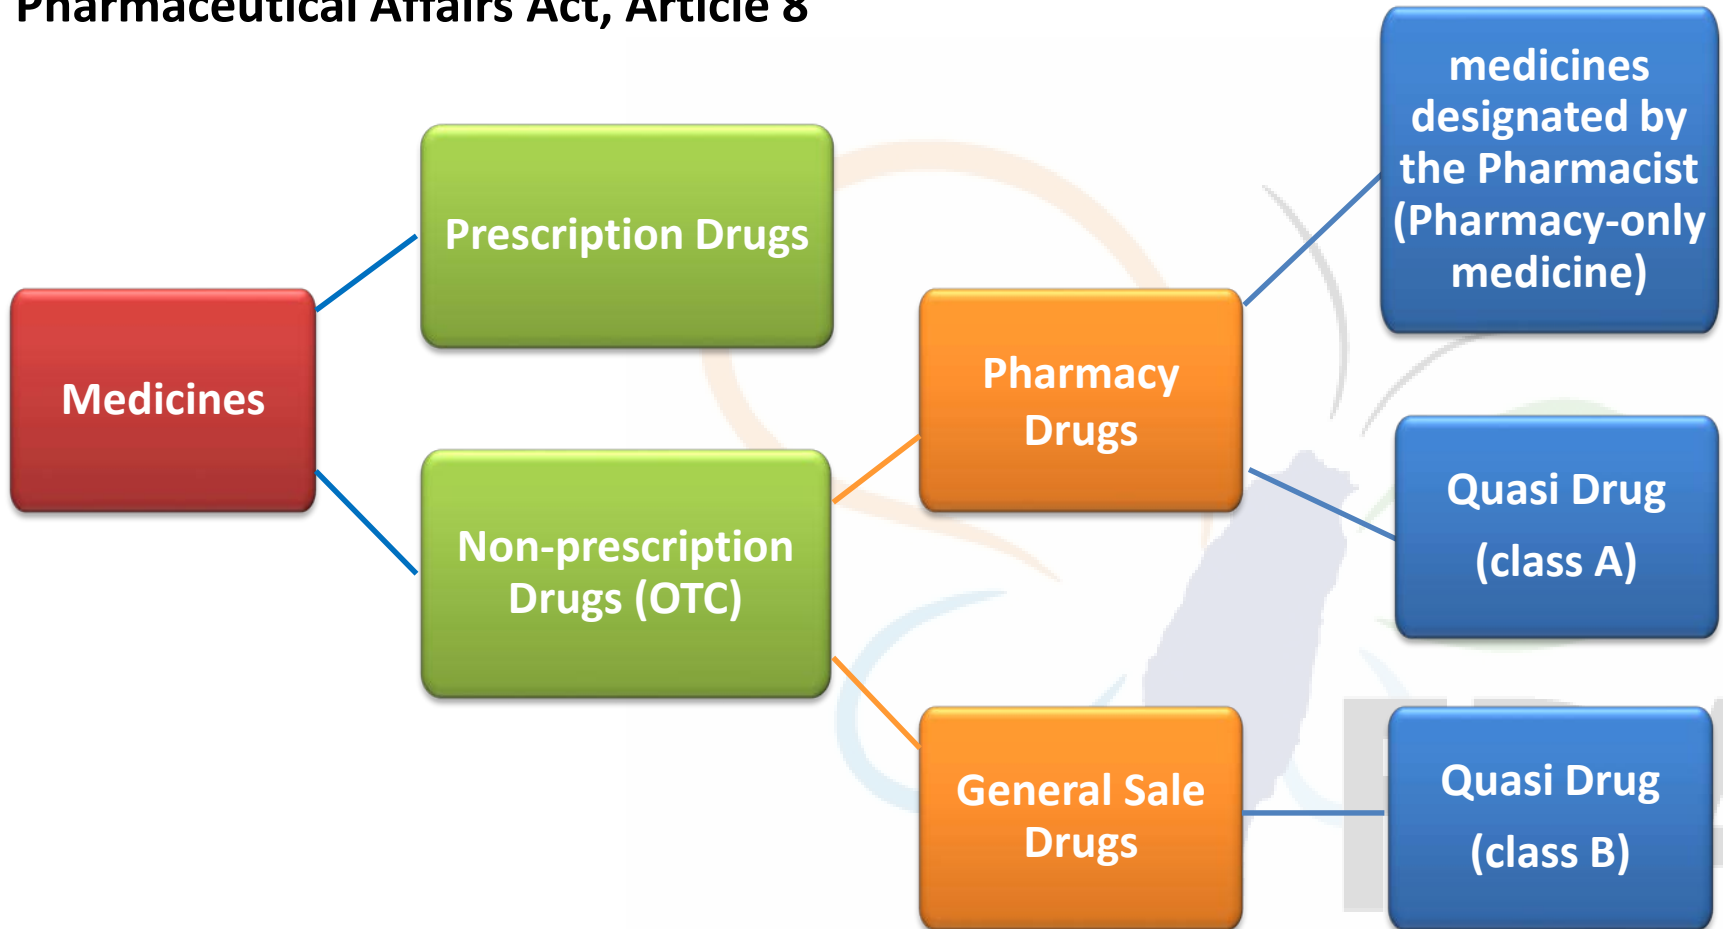 Pharmaceutical Affairs Act, Article 8
medicines
designated by
the Pharmacist
(Pharmacy-only
medicine)
Prescription Drugs
Medicines
Pharmacy
Drugs
Non-prescription
Drugs (OTC)
Quasi Drug
(class A)
General Sale
Drugs
Quasi Drug
(class B)